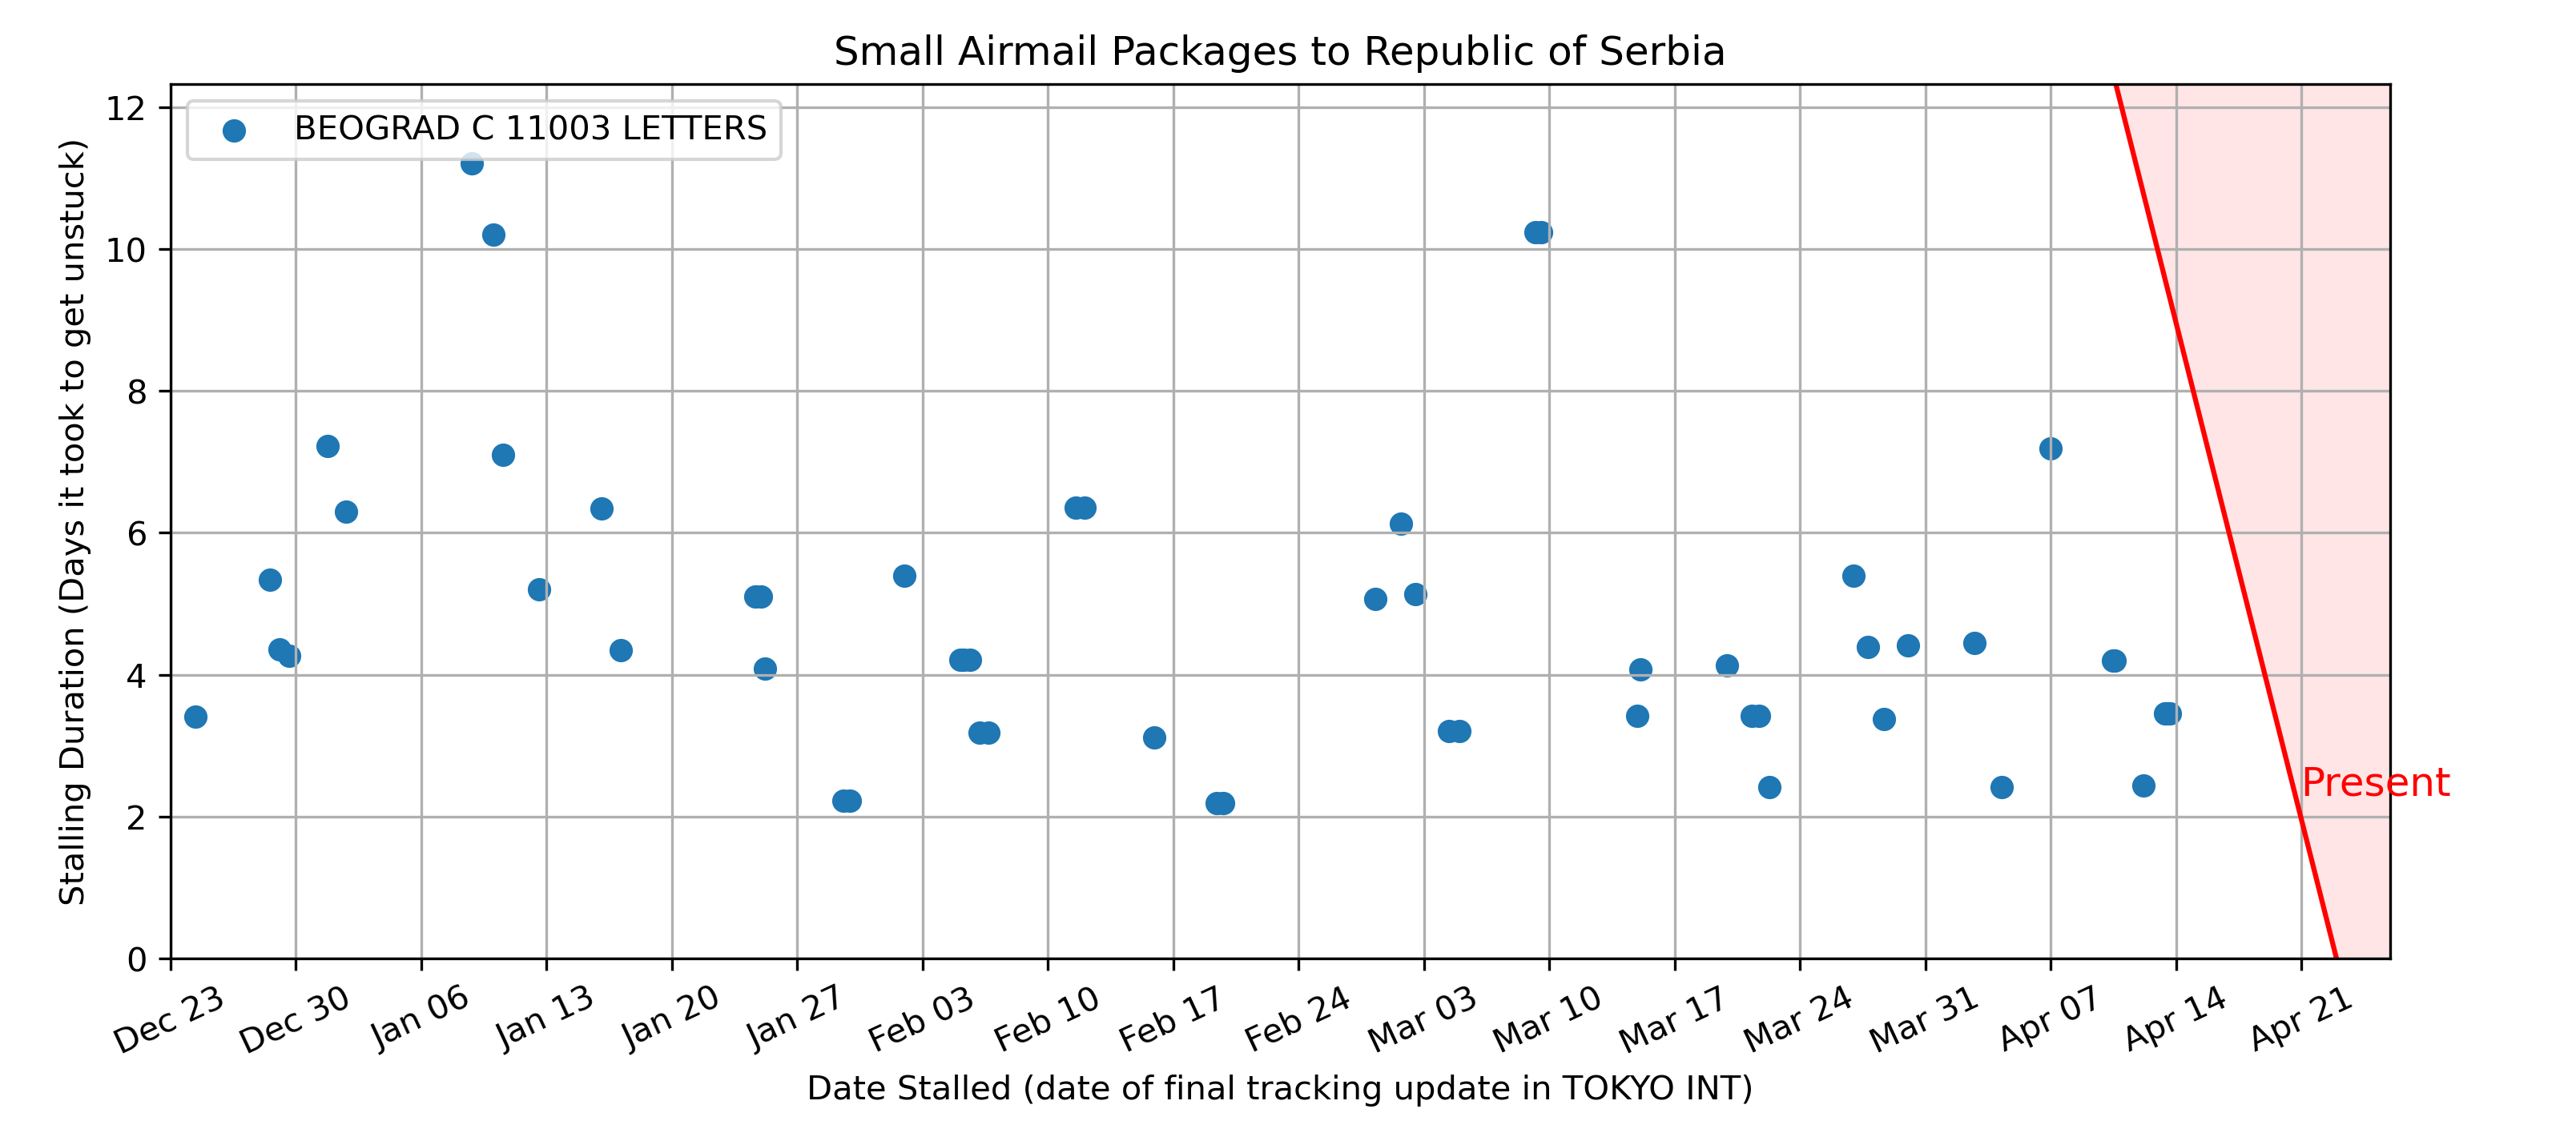 Small Airmail Packages to Republic of Serbia
BEOGRAD C 11003 LETTERS
Stalling Duration (Days it took to get unstuck)
12
10
8
6
4
2
0
Present
Dec 23
Dec 30
Jan 06
Jan 13
Jan 20
Jan 27
Feb 03
Feb 10
Feb 17
Feb 24
Mar 03
Mar 10
Mar 17
Mar 24
Mar 31
Apr 07
Apr 14
Apr 21
Date Stalled (date of final tracking update in TOKYO INT)